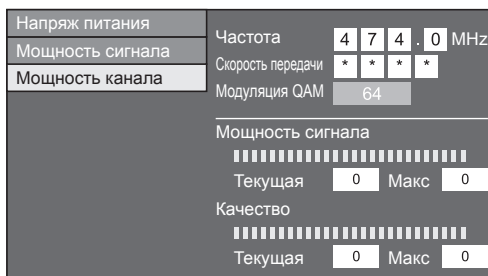 Напряж питания
Мощность сигнала
Мощность канала
Частота 4 7 4 . 0 MHz
Скорость передачи * * * *
Модуляция QAM 64
Мощность сигнала
Текущая 0 Макс 0
Качество
Текущая 0 Макс 0